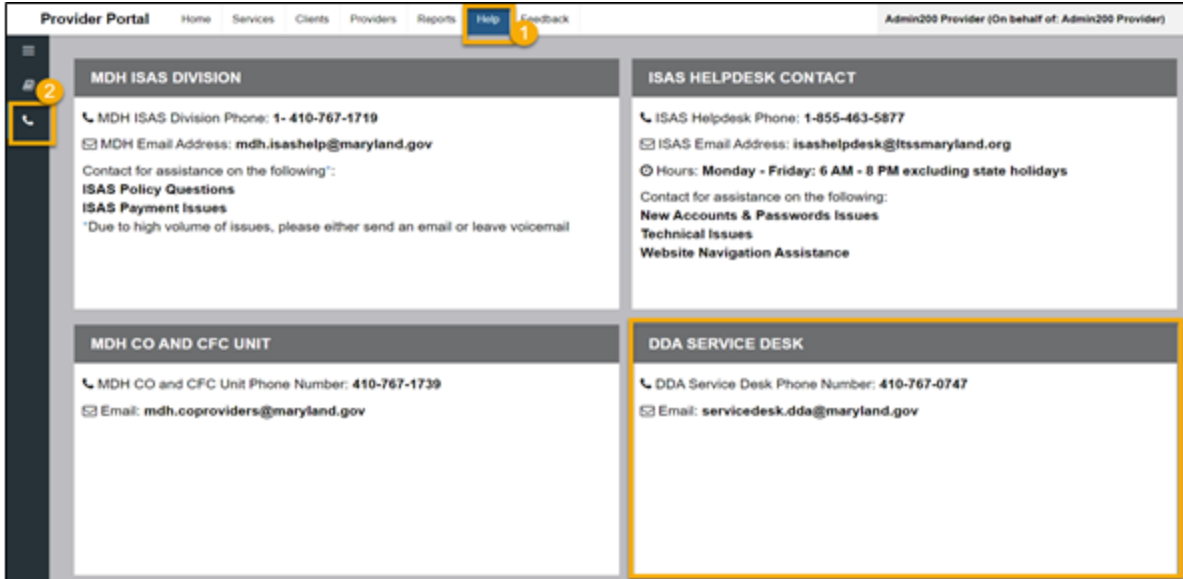 Provider Portal Home Services Clients Providers Reports Help Feedback Admin200 Provider (On behalf of: Admin200 Provider)
1
2
MDH ISAS DIVISION
MDH ISAS Division Phone: 1- 410-767-1719
MDH Email Address: mdh.isashelp@maryland.gov
Contact for assistance on the following*:
ISAS Policy Questions
ISAS Payment Issues
*Due to high volume of issues, please either send an email or leave voicemail
ISAS HELPDESK CONTACT
ISAS Helpdesk Phone: 1-855-463-5877
ISAS Email Address: isashelpdesk@ltssmaryland.org
Hours: Monday - Friday: 6 AM - 8 PM excluding state holidays
Contact for assistance on the following:
New Accounts & Passwords Issues
Technical Issues
Website Navigation Assistance
MDH CO AND CFC UNIT
MDH CO and CFC Unit Phone Number: 410-767-1739
Email: mdh.coproviders@maryland.gov
DDA SERVICE DESK
DDA Service Desk Phone Number: 410-767-0747
Email: servicedesk.dda@maryland.gov